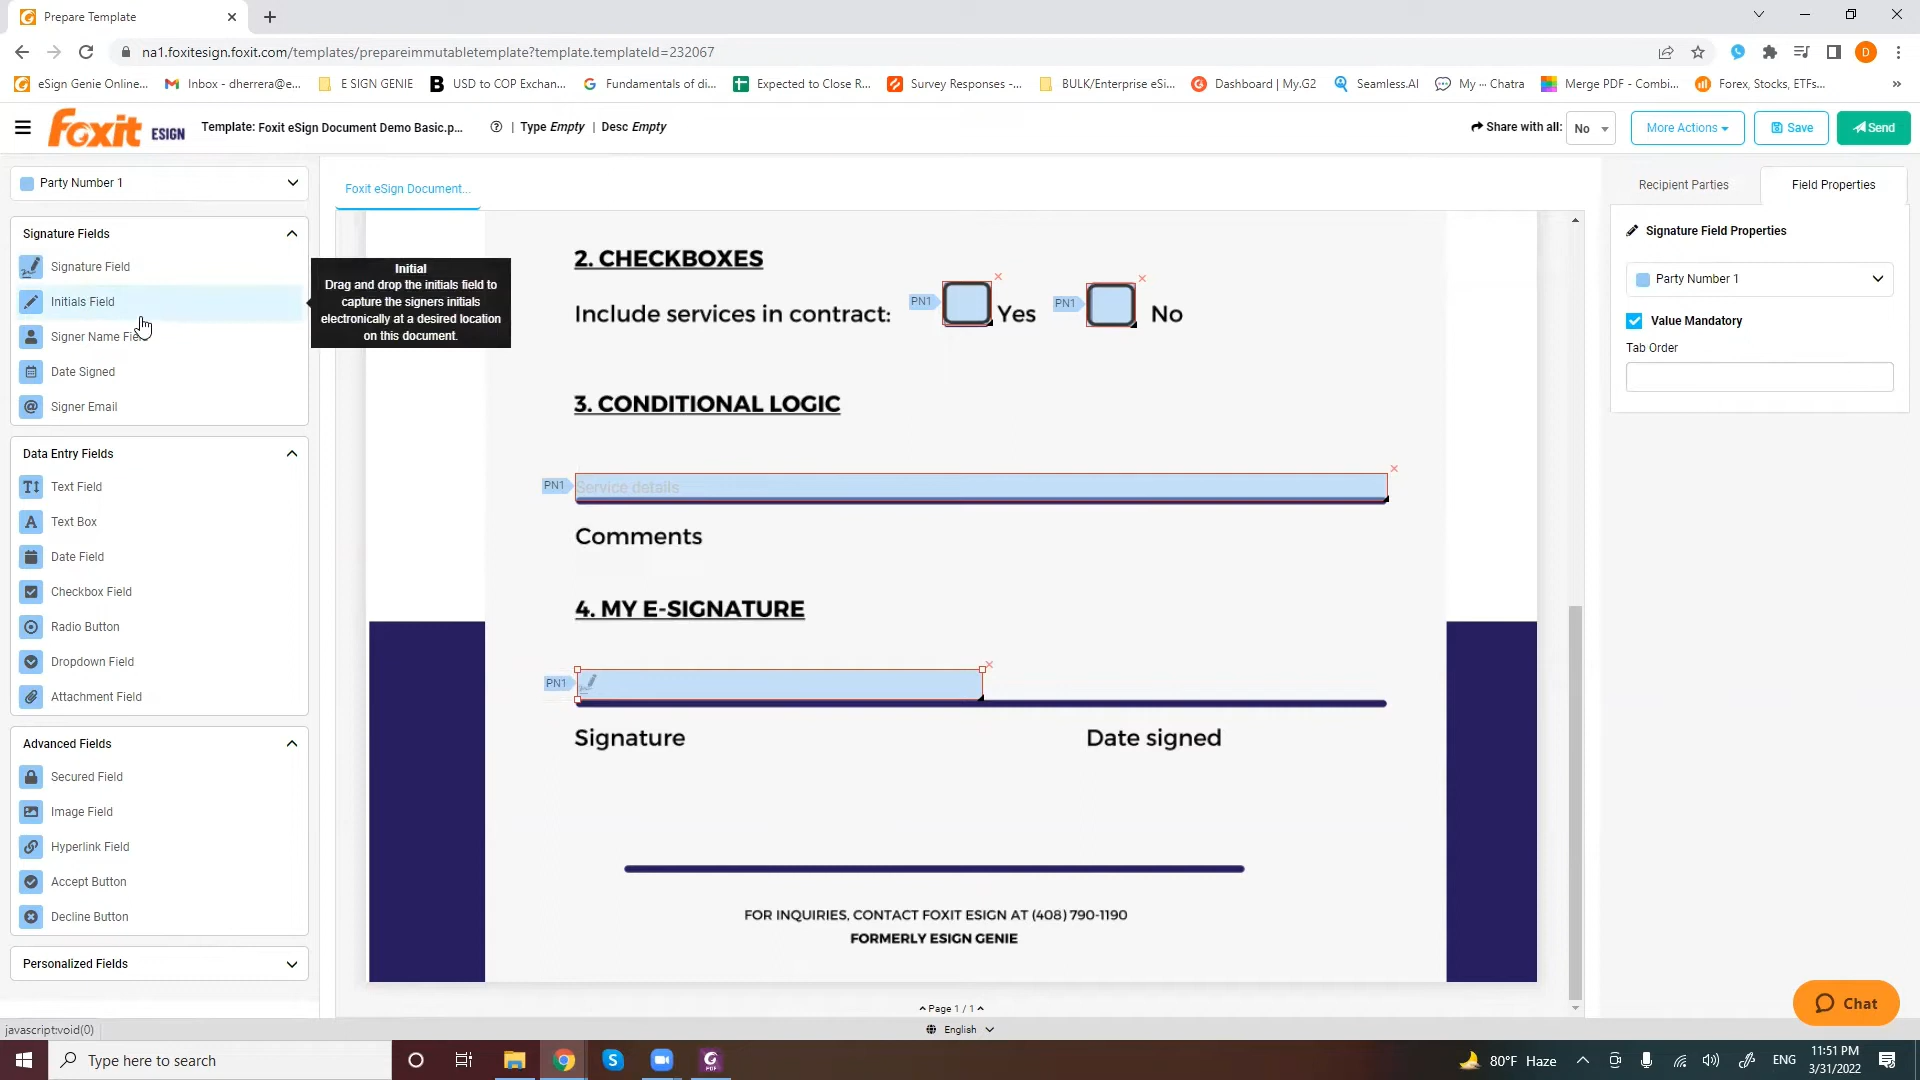 Prepare Template
na1.foxitesign.foxit.com/templates/prepareimmutabletemplate?template.templateId=232067
D
eSign Genie Online...
Inbox - dherrera@e...
E SIGN GENIE
USD to COP Exchan...
Fundamentals of di...
Expected to Close R...
Survey Responses -...
BULK/Enterprise eSi...
Dashboard | My.G2
Seamless.AI
My ··· Chatra
Merge PDF - Combi...
Forex, Stocks, ETFs...
»
Foxit ESIGN
Template: Foxit eSign Document Demo Basic.p...
| Type Empty | Desc Empty
Share with all:
No
More Actions
Save
Send
Party Number 1
Signature Fields
Signature Field
Initials Field
Signer Name Fie
Date Signed
Signer Email
Initial
Drag and drop the initials field to
capture the signers initials
electronically at a desired location
on this document.
Data Entry Fields
Text Field
Text Box
Date Field
Checkbox Field
Radio Button
Dropdown Field
Attachment Field
Advanced Fields
Secured Field
Image Field
Hyperlink Field
Accept Button
Decline Button
Personalized Fields
Foxit eSign Document...
2. CHECKBOXES
Include services in contract:
PN1
Yes
PN1
No
3. CONDITIONAL LOGIC
PN1
Service details
Comments
4. MY E-SIGNATURE
PN1
Signature
Date signed
FOR INQUIRIES, CONTACT FOXIT ESIGN AT (408) 790-1190
FORMERLY ESIGN GENIE
Page 1 / 1
English
Recipient Parties
Field Properties
Signature Field Properties
Party Number 1
Value Mandatory
Tab Order
Chat
javascript:void(0)
Type here to search
80°F Haze
ENG
11:51 PM
3/31/2022